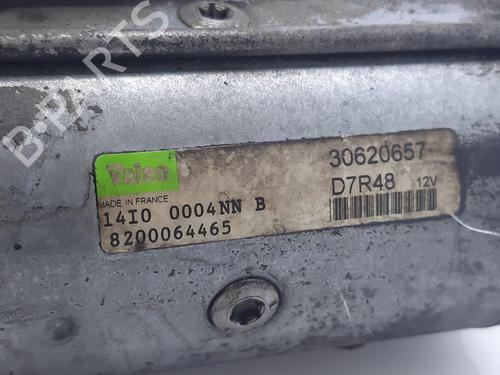 B-PARTS
Valeo
30620657
MADE IN FRANCE
D7R48 12V
14I0 0004NN B
8200064465